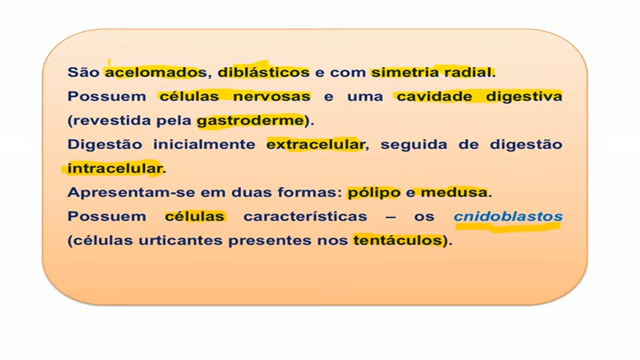 São acelomados, diblásticos e com simetria radial.
Possuem células nervosas e uma cavidade digestiva
(revestida pela gastroderme).
Digestão inicialmente extracelular, seguida de digestão
intracelular.
Apresentam-se em duas formas: pólipo e medusa.
Possuem células características – os cnidoblastos
(células urticantes presentes nos tentáculos).